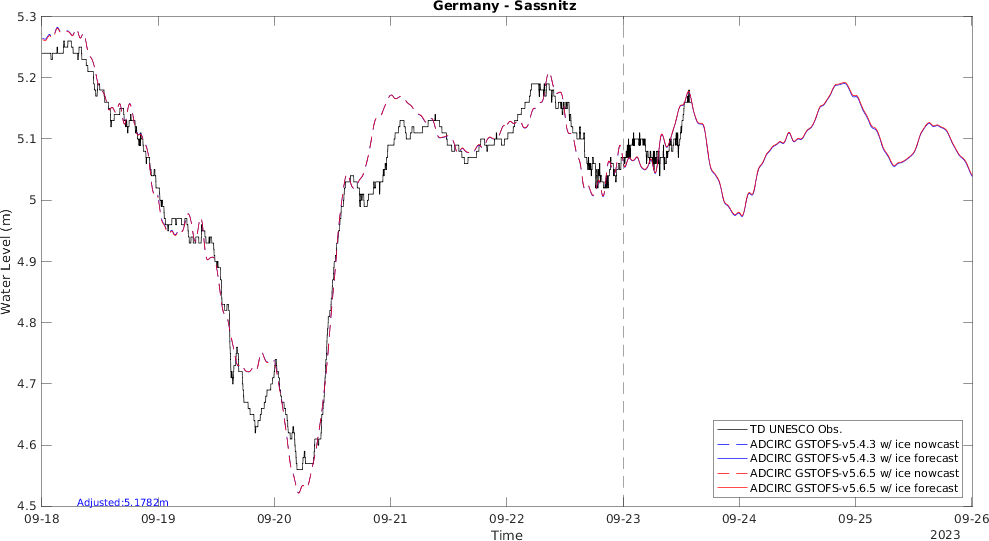 Germany - Sassnitz
Water Level (m)
5.3
5.2
5.1
5
4.9
4.8
4.7
4.6
4.5
TD UNESCO Obs.
ADCIRC GSTOFS-v5.4.3 w/ ice nowcast
ADCIRC GSTOFS-v5.4.3 w/ ice forecast
ADCIRC GSTOFS-v5.6.5 w/ ice nowcast
ADCIRC GSTOFS-v5.6.5 w/ ice forecast
Adjusted:5.1782m
09-18 09-19 09-20 09-21 09-22 09-23 09-24 09-25 09-26
Time
2023